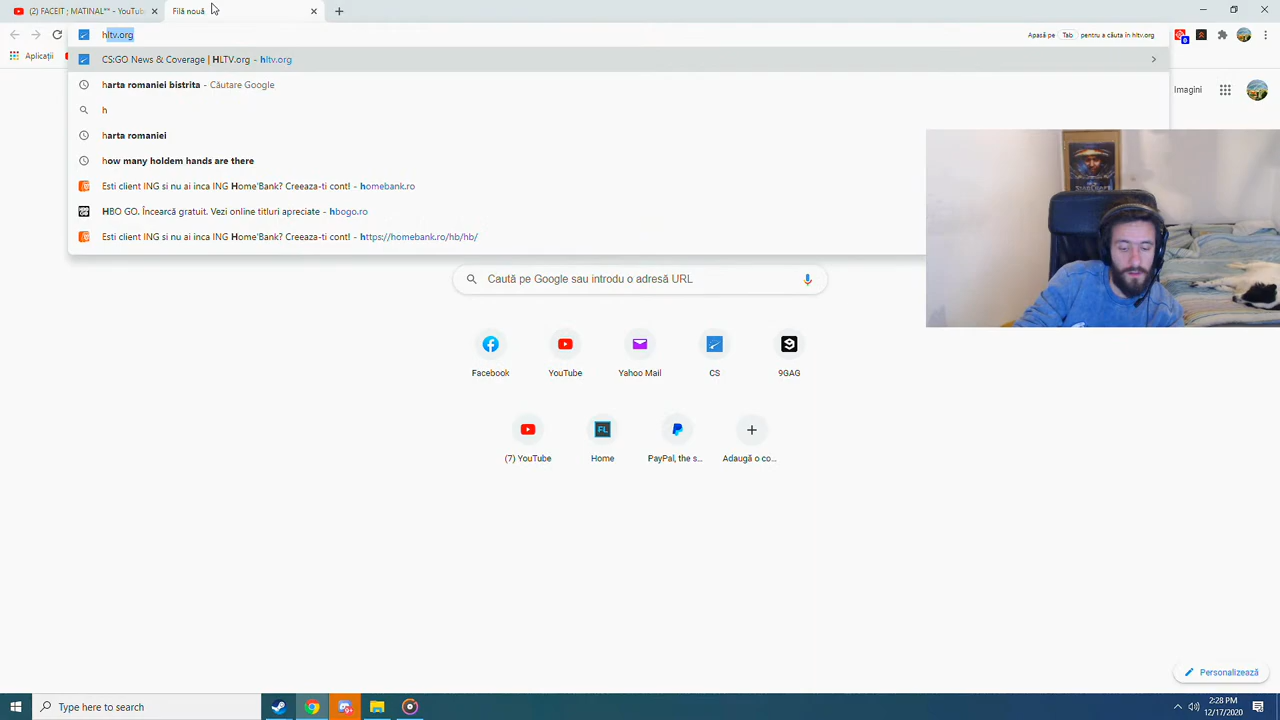 (2) FACEIT ; MATINAL** - YouTub
Filă nouă
hltv.org
Apasă pe Tab pentru a căuta în hltv.org
0
Aplicații
CS:GO News & Coverage | HLTV.org - hltv.org
harta romaniei bistrita - Căutare Google
h
harta romaniei
how many holdem hands are there
Esti client ING si nu ai inca ING Home'Bank? Creeaza-ti cont! - homebank.ro
HBO GO. Încearcă gratuit. Vezi online titluri apreciate - hbogo.ro
Esti client ING si nu ai inca ING Home'Bank? Creeaza-ti cont! - https://homebank.ro/hb/hb/
Imagini
Caută pe Google sau introdu o adresă URL
Facebook
YouTube
Yahoo Mail
CS
9GAG
FL
(7) YouTube
Home
PayPal, the s...
Adaugă o co...
Personalizează
Type here to search
2:28 PM
12/17/2020